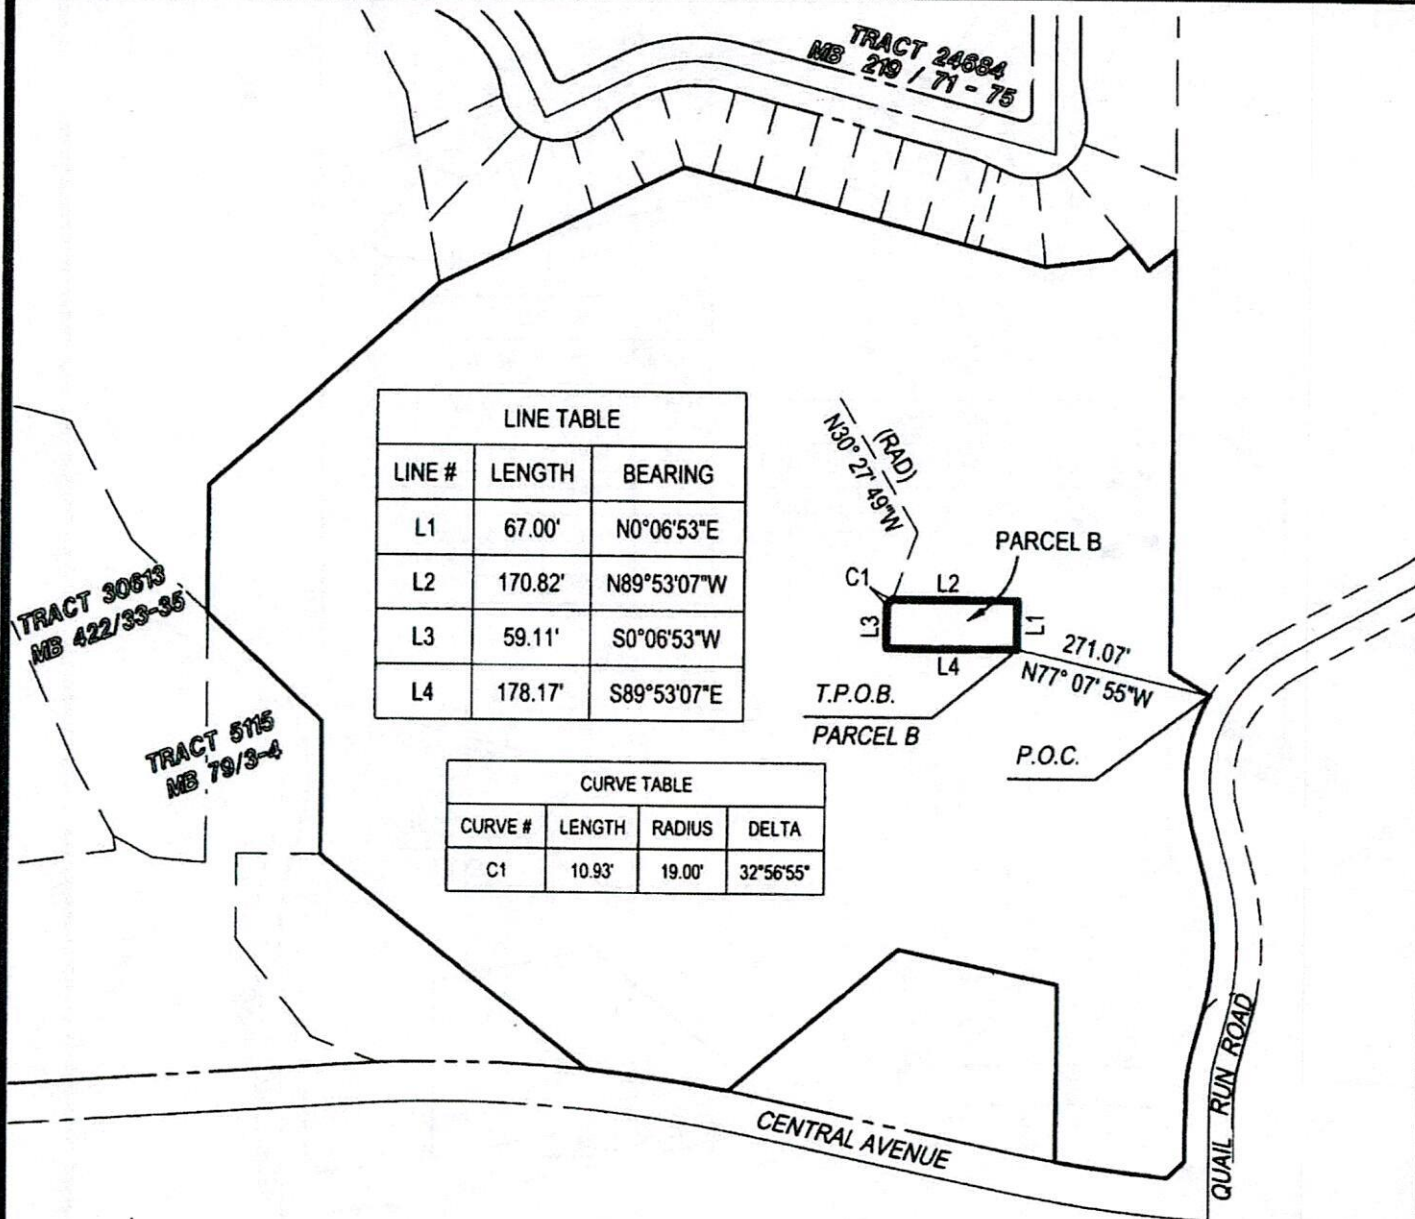 TRACT 24684
MB 219 / 71 - 75
LINE TABLE
LINE # LENGTH BEARING
L1 67.00' N0°06'53"E
L2 170.82' N89°53'07"W
L3 59.11' S0°06'53"W
L4 178.17' S89°53'07"E
(RAD)
N30° 27' 49"W
PARCEL B
C1
L2
L3
L1
L4
271.07'
N77° 07' 55"W
T.P.O.B.
PARCEL B
P.O.C.
TRACT 30613
MB 422/33-35
TRACT 5115
MB 79/3-4
CURVE TABLE
CURVE # LENGTH RADIUS DELTA
C1 10.93' 19.00' 32°56'55"
CENTRAL AVENUE
QUAIL RUN ROAD